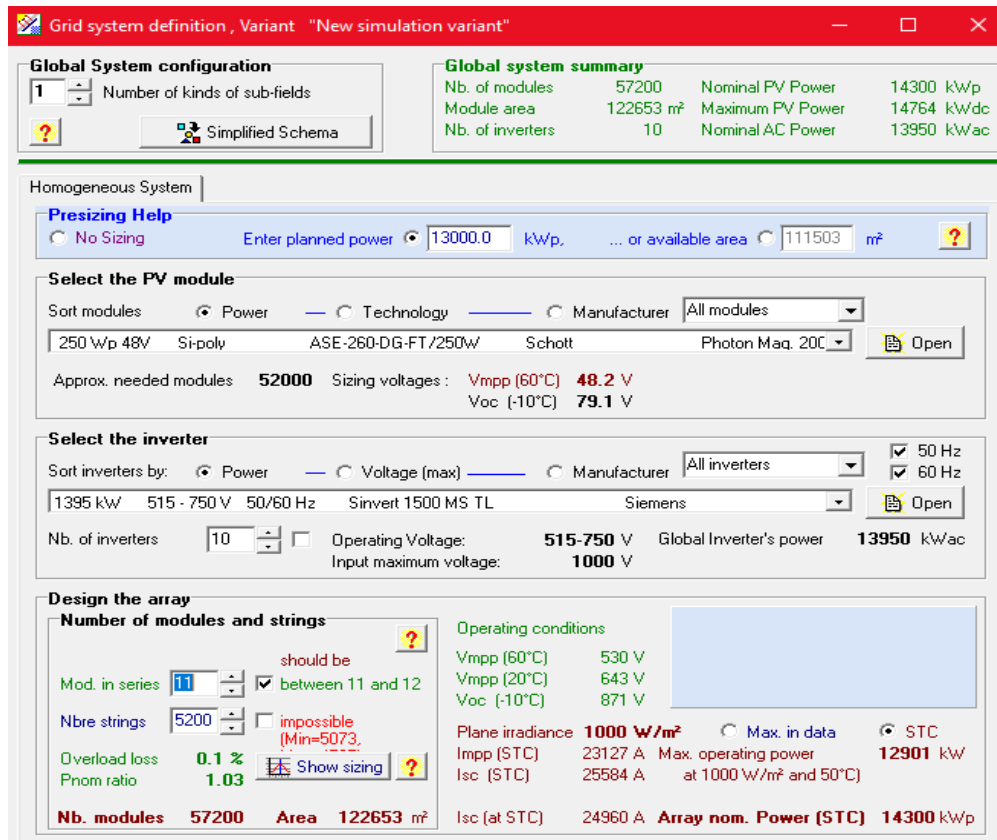 Grid system definition , Variant "New simulation variant"
Global System configuration
1 Number of kinds of sub-fields
? Simplified Schema
Global system summary
Nb. of modules 57200 Nominal PV Power 14300 kWp
Module area 122653 m² Maximum PV Power 14764 kWdc
Nb. of inverters 10 Nominal AC Power 13950 kWac
Homogeneous System
Presizing Help
No Sizing Enter planned power 13000.0 kWp, ... or available area 111503 m² ?
Select the PV module
Sort modules Power Technology Manufacturer All modules
250 Wp 48V Si-poly ASE-260-DG-FT/250W Schott Photon Mag. 200 Open
Approx. needed modules 52000 Sizing voltages : Vmpp (60°C) 48.2 V
Voc (-10°C) 79.1 V
Select the inverter
Sort inverters by: Power Voltage (max) Manufacturer All inverters 50 Hz
60 Hz
1395 kW 515 - 750 V 50/60 Hz Sinvert 1500 MS TL Siemens Open
Nb. of inverters 10 Operating Voltage: 515-750 V Global Inverter's power 13950 kWac
Input maximum voltage: 1000 V
Design the array
Number of modules and strings
?
should be
Mod. in series 11 between 11 and 12
Nbre strings 5200 impossible
(Min=5073,
Overload loss 0.1 %
Pnom ratio 1.03
Show sizing ?
Nb. modules 57200 Area 122653 m²
Operating conditions
Vmpp (60°C) 530 V
Vmpp (20°C) 643 V
Voc (-10°C) 871 V
Plane irradiance 1000 W/m² Max. in data STC
Impp (STC) 23127 A Max. operating power 12901 kW
Isc (STC) 25584 A at 1000 W/m² and 50°C)
Isc (at STC) 24960 A Array nom. Power (STC) 14300 kWp